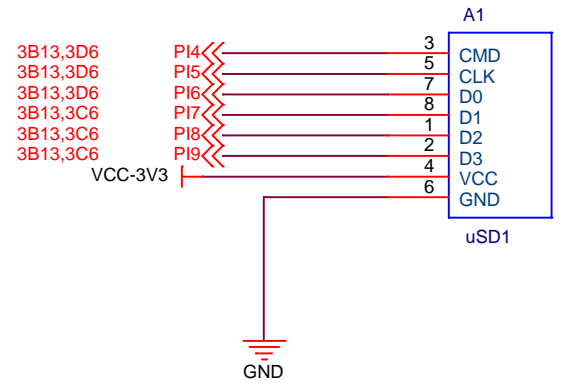 A1
3B13,3D6 PI4 3 CMD
3B13,3D6 PI5 5 CLK
3B13,3D6 PI6 7 D0
3B13,3C6 PI7 8 D1
3B13,3C6 PI8 1 D2
3B13,3C6 PI9 2 D3
VCC-3V3 4 VCC
6 GND
uSD1
GND